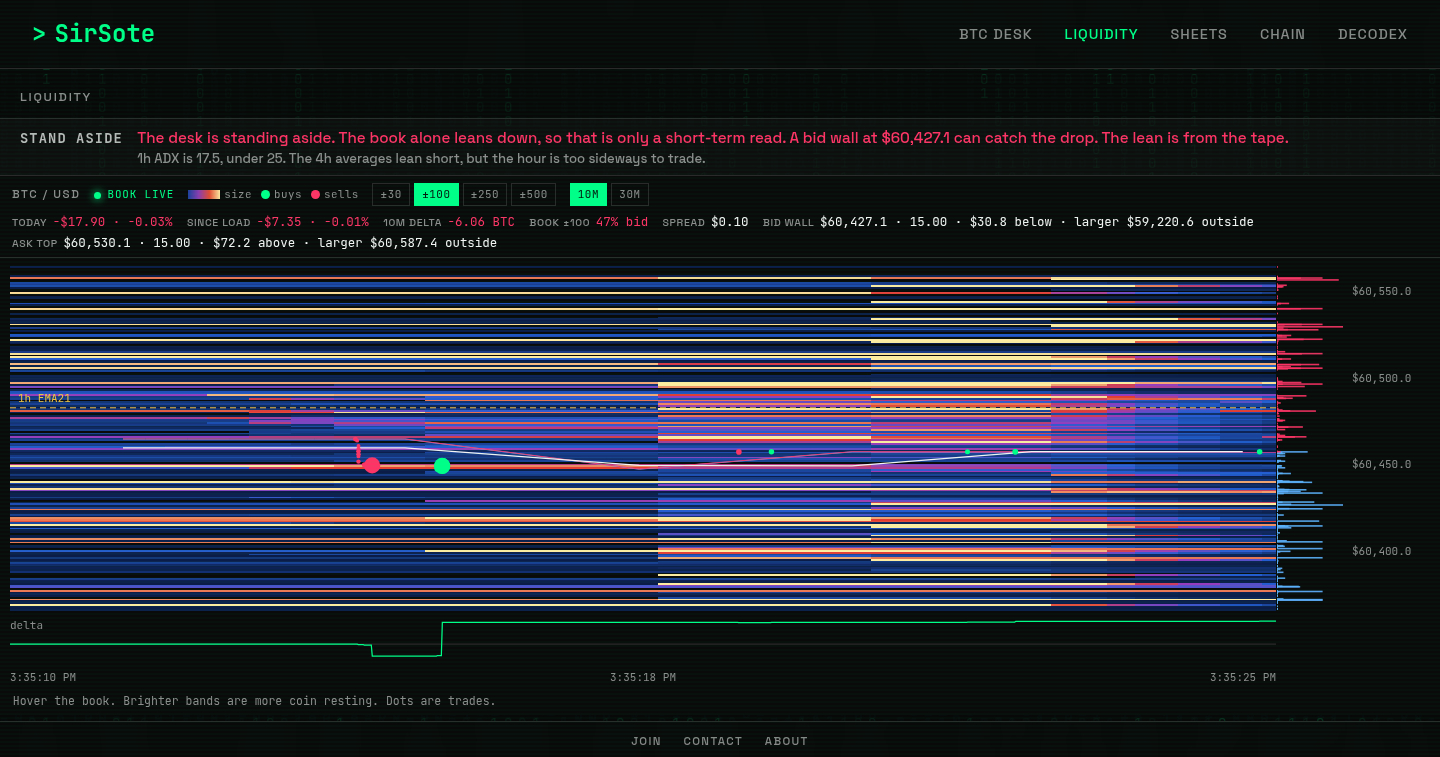 > SirSote
BTC DESK LIQUIDITY SHEETS CHAIN DECODEX
LIQUIDITY
STAND ASIDE The desk is standing aside. The book alone leans down, so that is only a short-term read. A bid wall at $60,427.1 can catch the drop. The lean is from the tape.
1h ADX is 17.5, under 25. The 4h averages lean short, but the hour is too sideways to trade.
BTC / USD BOOK LIVE size buys sells ±30 ±100 ±250 ±500 10M 30M
TODAY -$17.90 · -0.03% SINCE LOAD -$7.35 · -0.01% 10M DELTA -6.06 BTC BOOK ±100 47% bid SPREAD $0.10 BID WALL $60,427.1 · 15.00 · $30.8 below · larger $59,220.6 outside
ASK TOP $60,530.1 · 15.00 · $72.2 above · larger $60,587.4 outside
$60,550.0
$60,500.0
1h EMA21
$60,450.0
$60,400.0
delta
3:35:10 PM 3:35:18 PM 3:35:25 PM
Hover the book. Brighter bands are more coin resting. Dots are trades.
JOIN CONTACT ABOUT